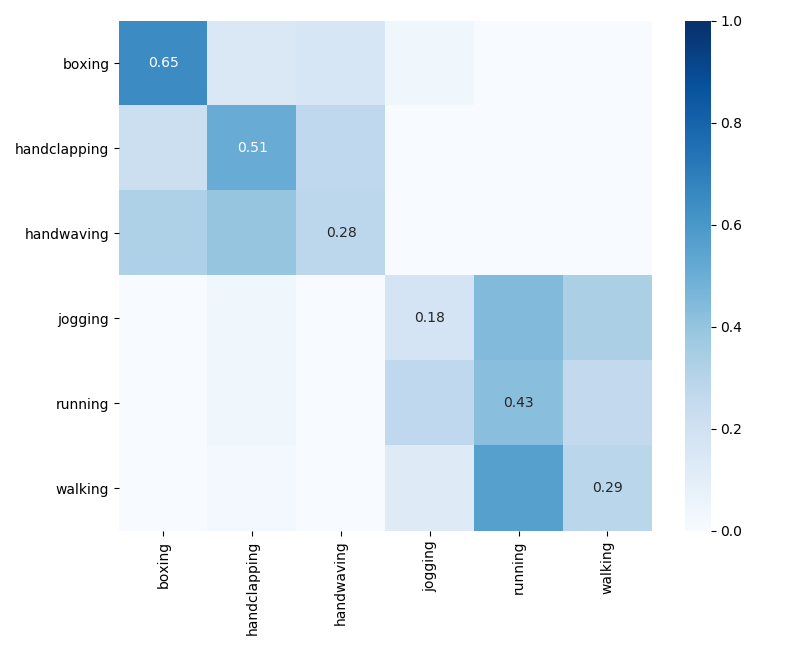 1.0
boxing 0.65
0.8
handclapping 0.51
0.6
handwaving 0.28
0.4
jogging 0.18
running 0.43
0.2
walking 0.29
0.0
boxing
handclapping
handwaving
jogging
running
walking